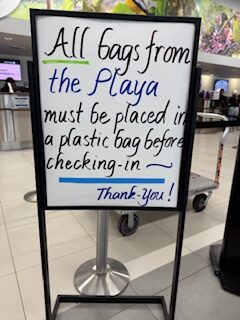 All bags from
the Playa
must be placed in
a plastic bag before
checking-in ~
Thank-You!